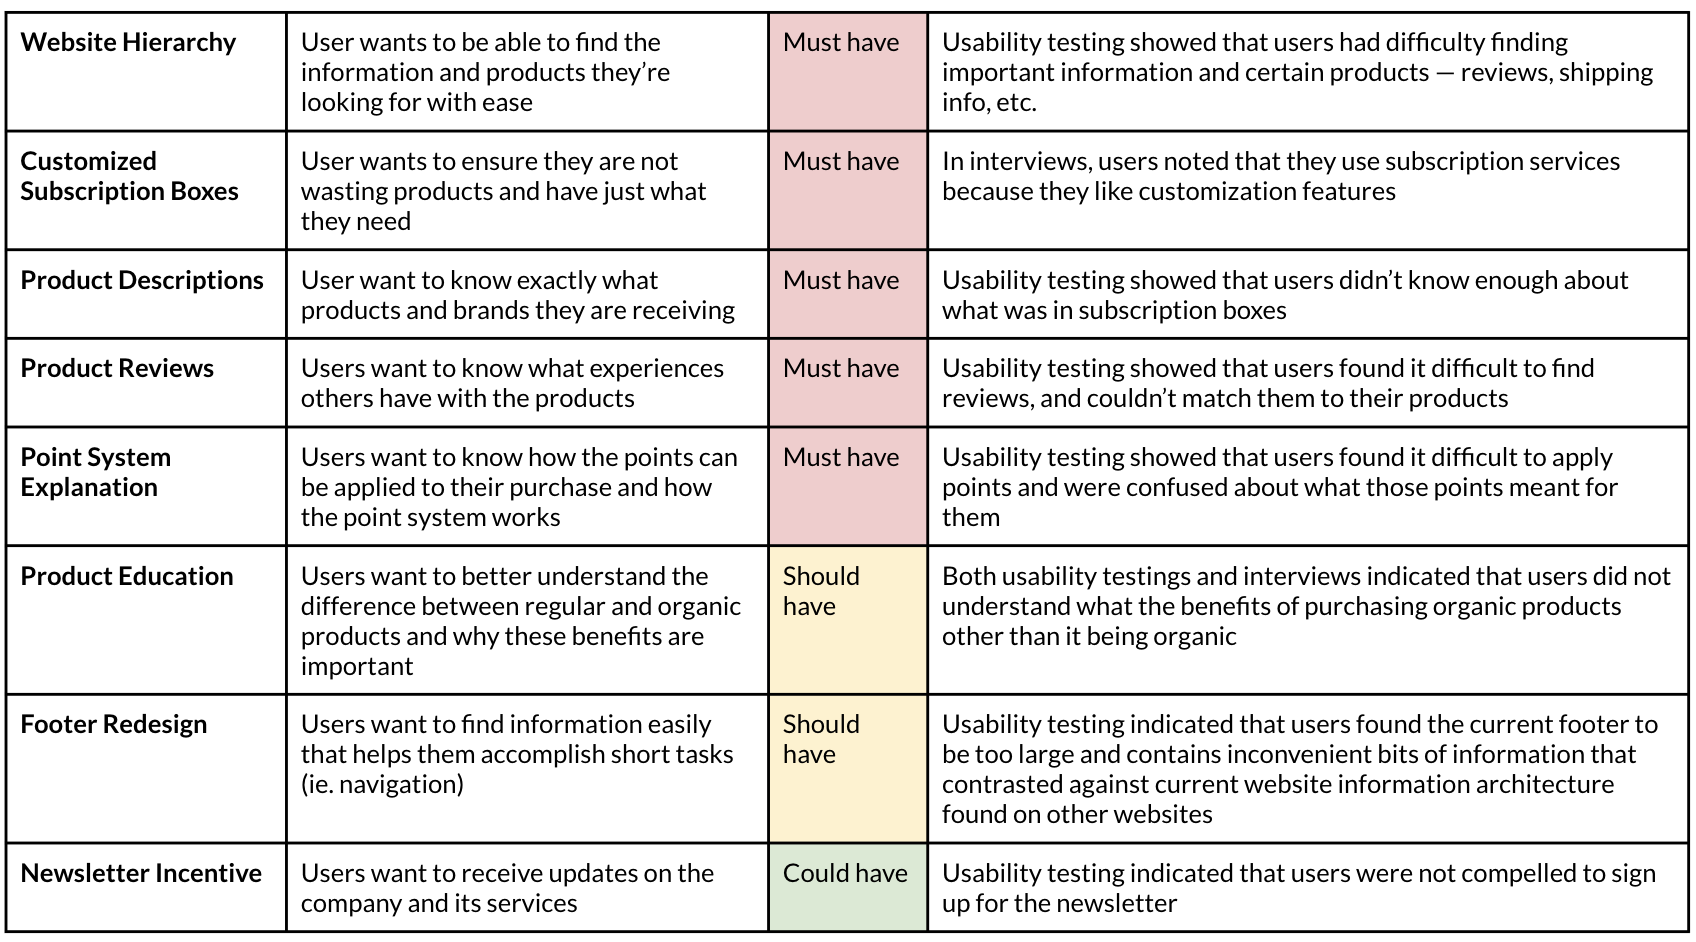 Website Hierarchy
User wants to be able to find the
information and products they’re
looking for with ease
Must have
Usability testing showed that users had difficulty finding
important information and certain products — reviews, shipping
info, etc.
Customized
Subscription Boxes
User wants to ensure they are not
wasting products and have just what
they need
Must have
In interviews, users noted that they use subscription services
because they like customization features
Product Descriptions
User want to know exactly what
products and brands they are receiving
Must have
Usability testing showed that users didn’t know enough about
what was in subscription boxes
Product Reviews
Users want to know what experiences
others have with the products
Must have
Usability testing showed that users found it difficult to find
reviews, and couldn’t match them to their products
Point System
Explanation
Users want to know how the points can
be applied to their purchase and how
the point system works
Must have
Usability testing showed that users found it difficult to apply
points and were confused about what those points meant for
them
Product Education
Users want to better understand the
difference between regular and organic
products and why these benefits are
important
Should
have
Both usability testings and interviews indicated that users did not
understand what the benefits of purchasing organic products
other than it being organic
Footer Redesign
Users want to find information easily
that helps them accomplish short tasks
(ie. navigation)
Should
have
Usability testing indicated that users found the current footer to
be too large and contains inconvenient bits of information that
contrasted against current website information architecture
found on other websites
Newsletter Incentive
Users want to receive updates on the
company and its services
Could have
Usability testing indicated that users were not compelled to sign
up for the newsletter